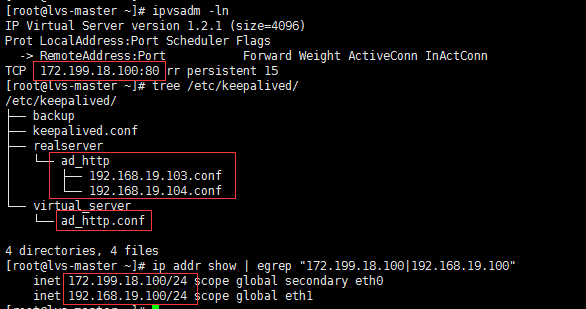 [root@lvs-master ~]# ipvsadm -ln
IP Virtual Server version 1.2.1 (size=4096)
Prot LocalAddress:Port Scheduler Flags
  -> RemoteAddress:Port           Forward Weight ActiveConn InActConn
TCP  172.199.18.100:80 rr persistent 15
[root@lvs-master ~]# tree /etc/keepalived/
/etc/keepalived/
├── backup
├── keepalived.conf
├── realserver
│   └── ad_http
│       ├── 192.168.19.103.conf
│       └── 192.168.19.104.conf
└── virtual_server
    └── ad_http.conf
4 directories, 4 files
[root@lvs-master ~]# ip addr show | egrep "172.199.18.100|192.168.19.100"
    inet 172.199.18.100/24 scope global secondary eth0
    inet 192.168.19.100/24 scope global eth1
[root@lvs-master ~]#